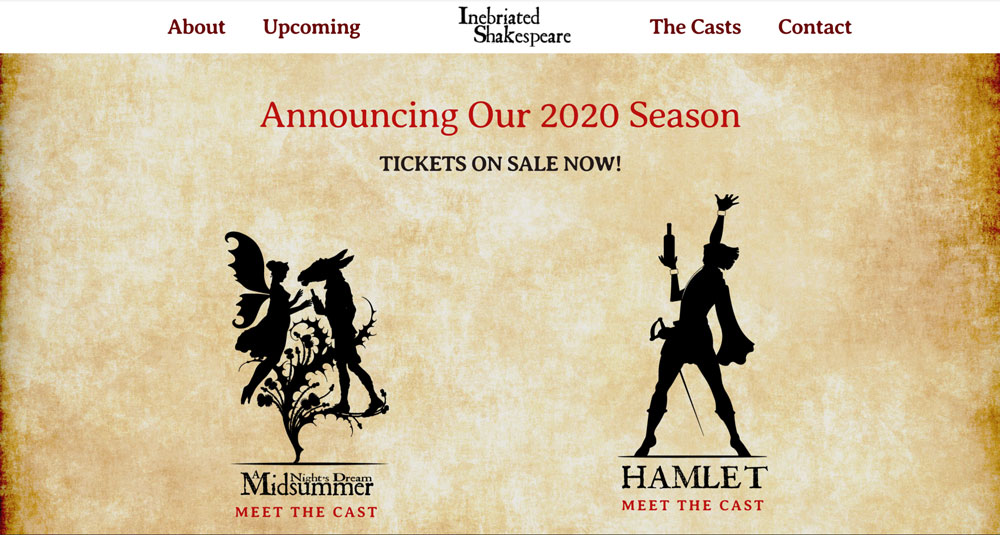 About
Upcoming
Inebriated
Shakespeare
The Casts
Contact
Announcing Our 2020 Season
TICKETS ON SALE NOW!
A Night's Dream
Midsummer
MEET THE CAST
HAMLET
MEET THE CAST